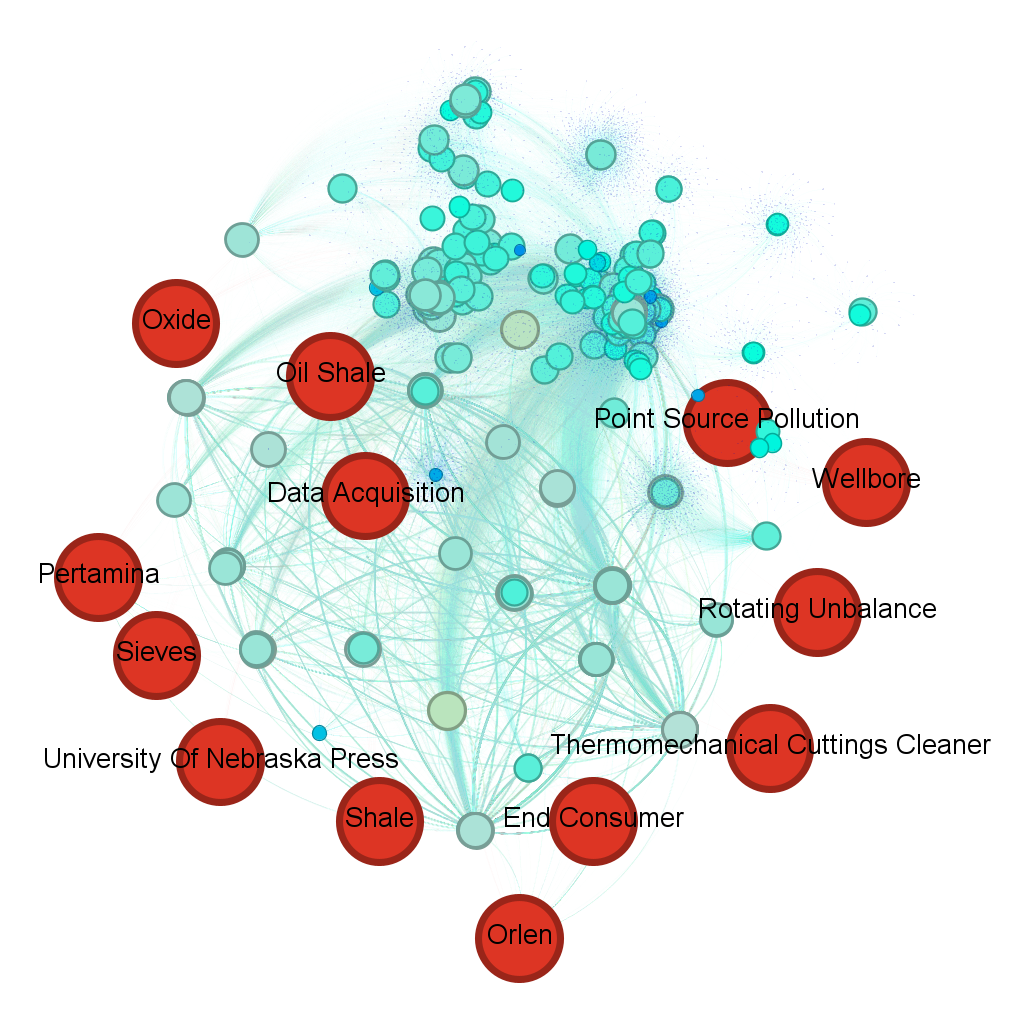 Oxide
Oil Shale
Point Source Pollution
Wellbore
Data Acquisition
Pertamina
Rotating Unbalance
Sieves
Thermomechanical Cuttings Cleaner
University Of Nebraska Press
Shale
End Consumer
Orlen